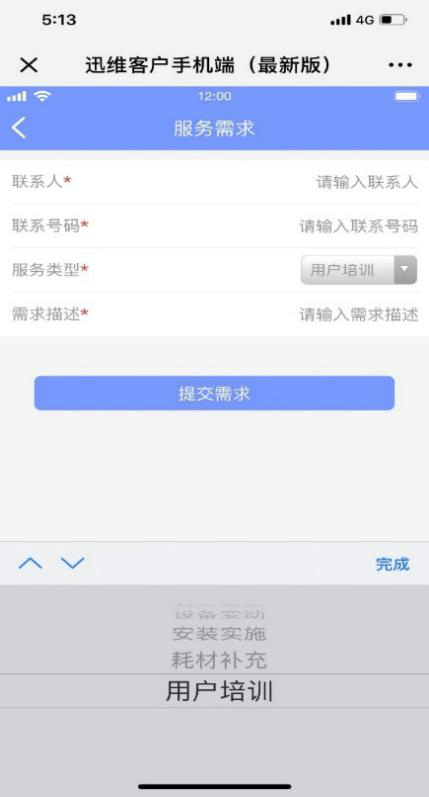 5:13
4G
迅维客户手机端（最新版）
12:00
服务需求
联系人* 请输入联系人
联系号码* 请输入联系号码
服务类型* 用户培训
需求描述* 请输入需求描述
提交需求
完成
设备变动
安装实施
耗材补充
用户培训